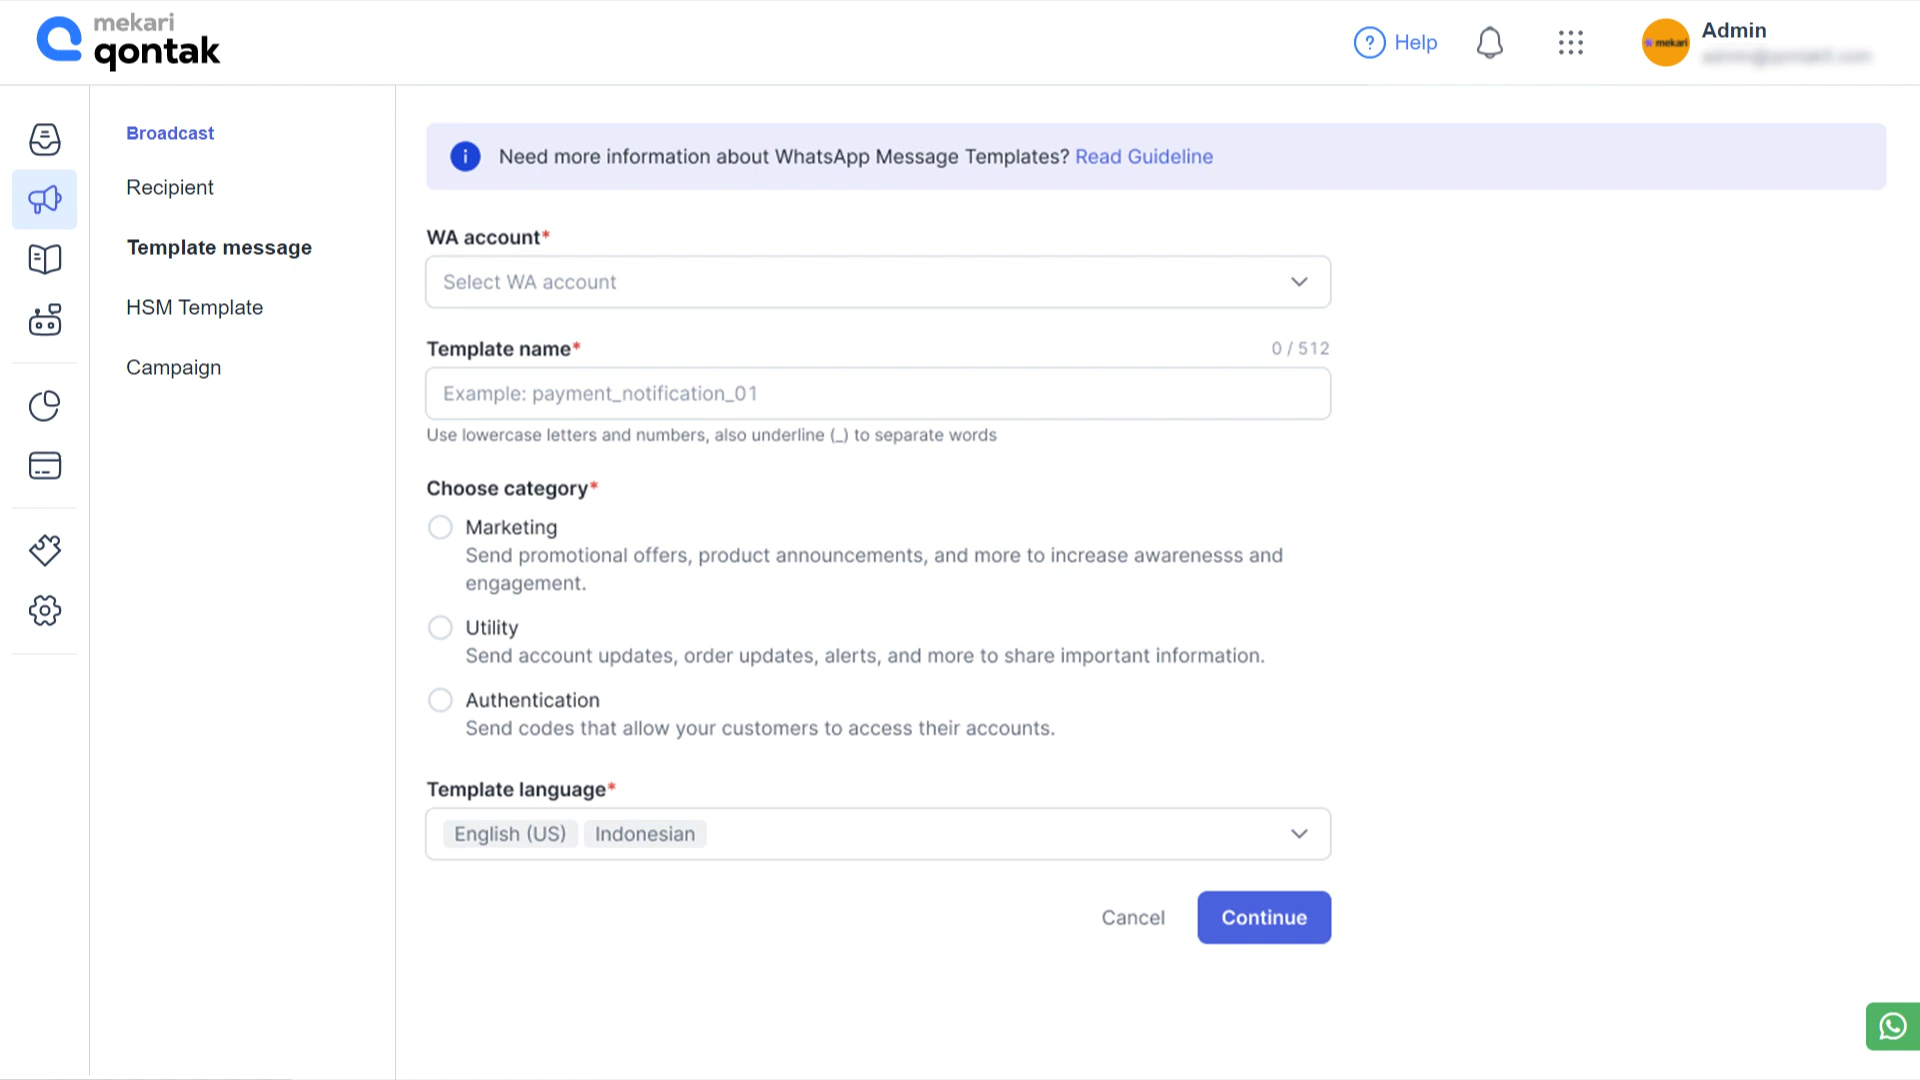 mekari
qontak
Help
mekari
Admin
Broadcast
Recipient
Template message
HSM Template
Campaign
Need more information about WhatsApp Message Templates? Read Guideline
WA account*
Select WA account
Template name*
0 / 512
Example: payment_notification_01
Use lowercase letters and numbers, also underline (_) to separate words
Choose category*
Marketing
Send promotional offers, product announcements, and more to increase awarenesss and
engagement.
Utility
Send account updates, order updates, alerts, and more to share important information.
Authentication
Send codes that allow your customers to access their accounts.
Template language*
English (US) Indonesian
Cancel
Continue